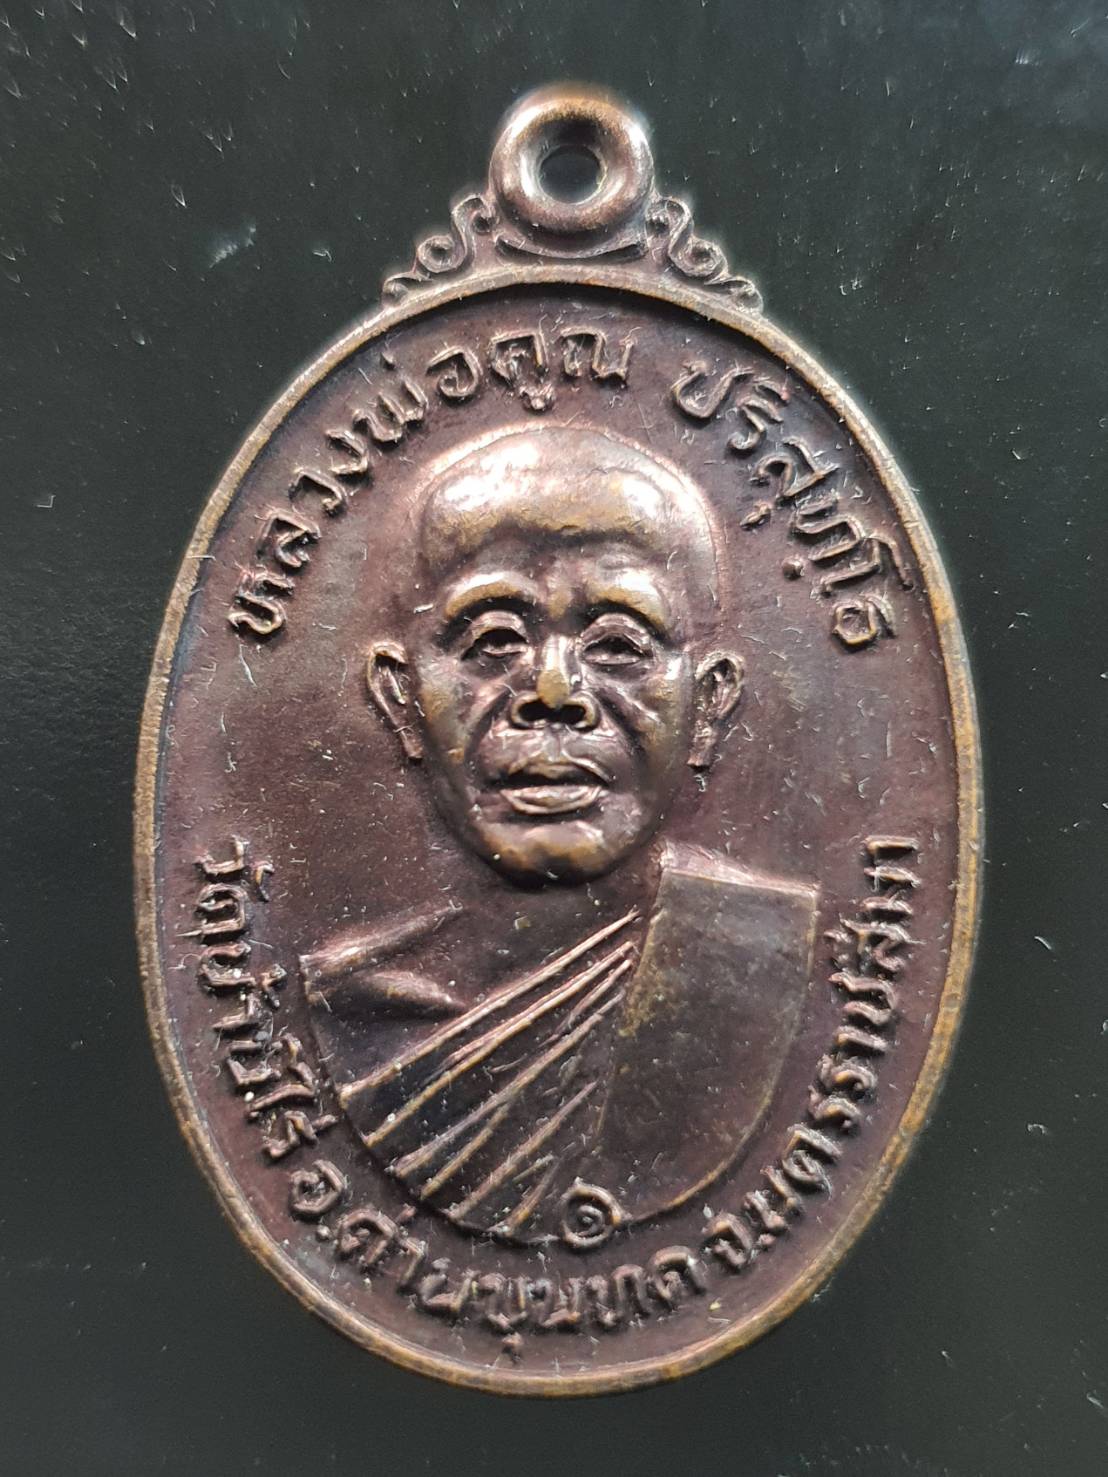 หลวงพ่อคูณ ปริสุทฺโธ
วัดบ้านไร่ อ.ด่านขุนทด จ.นครราชสีมา
๑